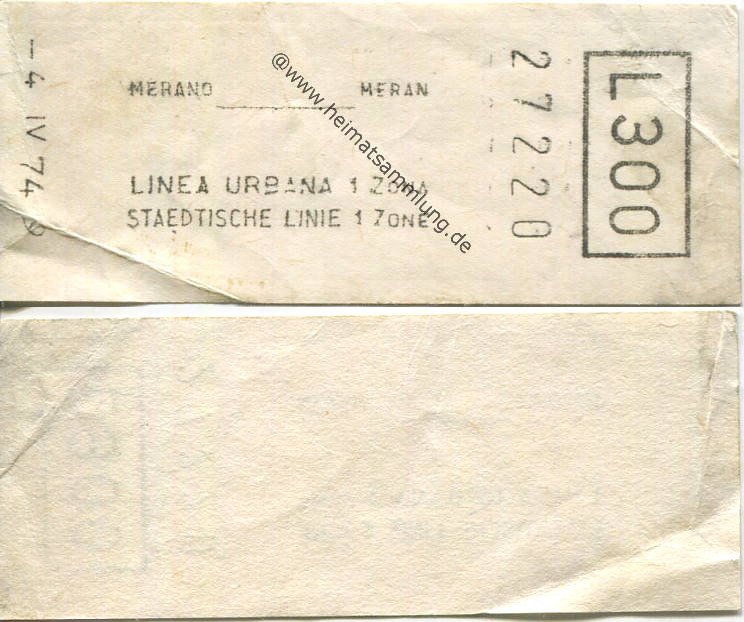 — 4 IV 74
MERANO MERAN
LINEA URBANA 1 ZONA
STAEDTISCHE LINIE 1 ZONE
27220
L300
@www.heimatsammlung.de